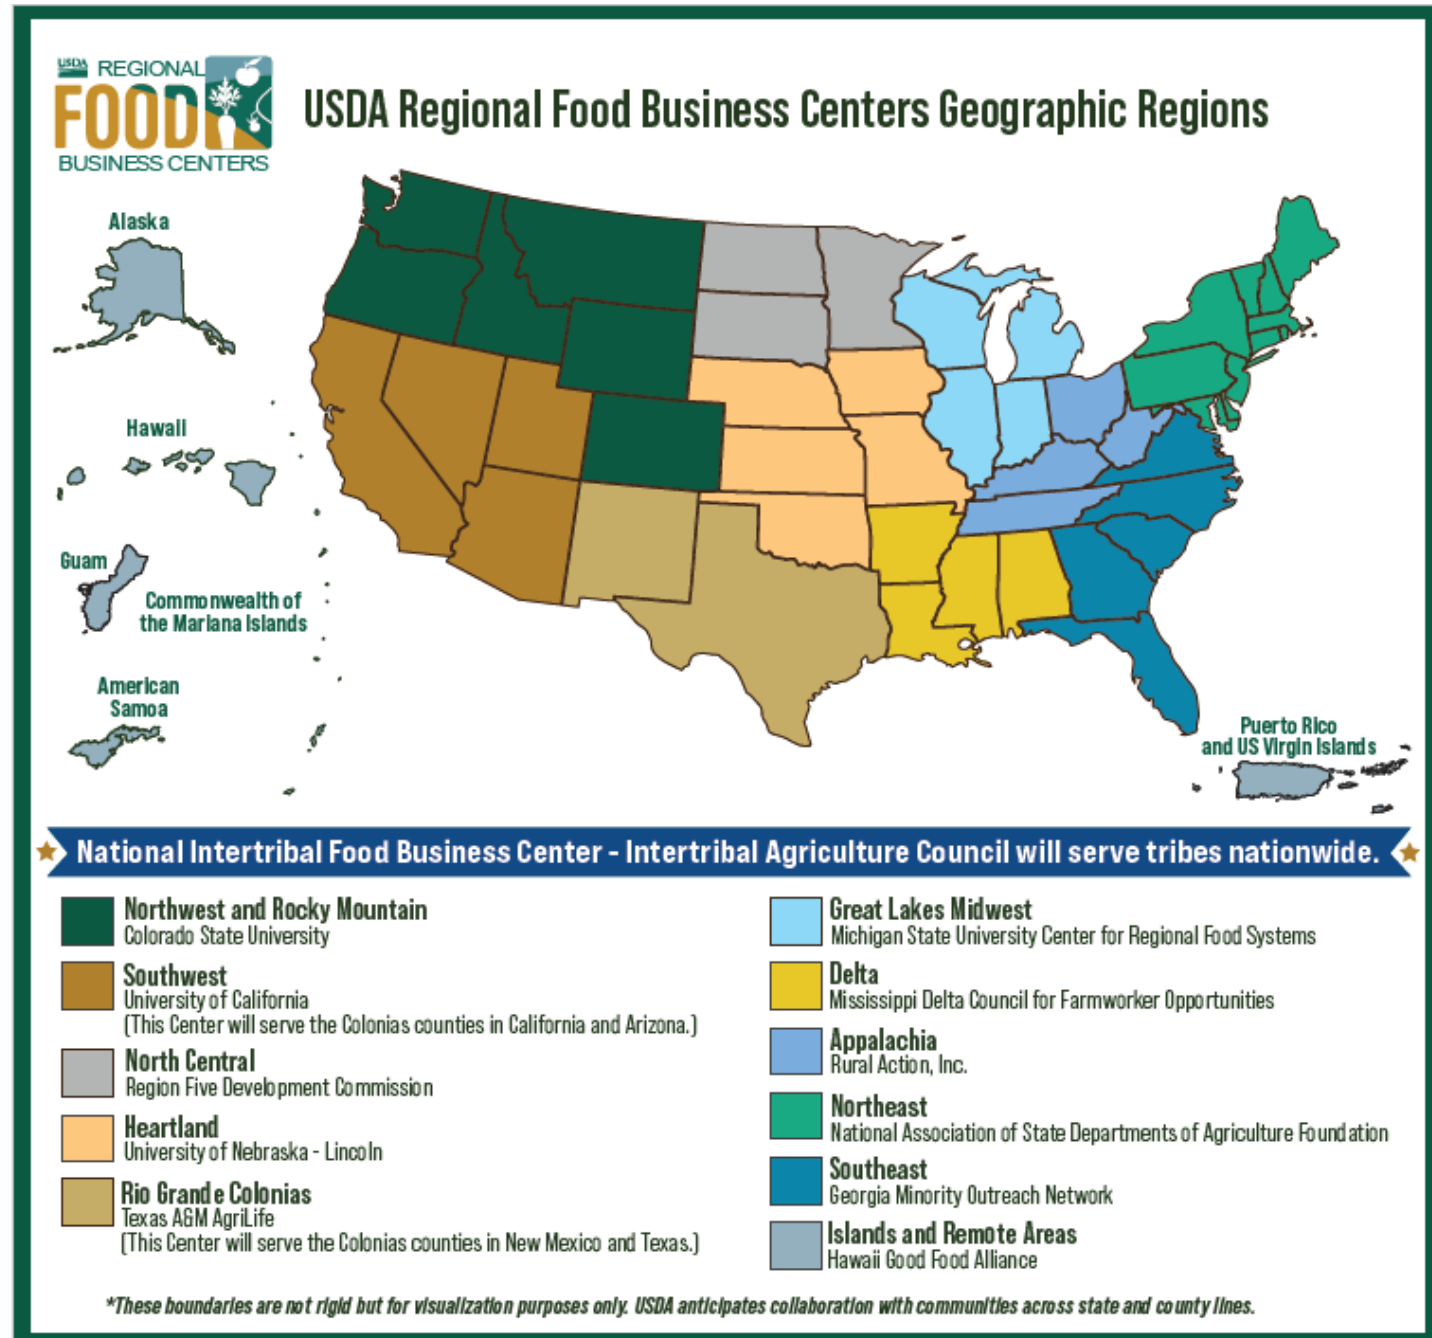 USDA REGIONAL
FOOD
BUSINESS CENTERS
USDA Regional Food Business Centers Geographic Regions
Alaska
Hawaii
Guam
Commonwealth of
the Mariana Islands
American
Samoa
Puerto Rico
and US Virgin Islands
National Intertribal Food Business Center - Intertribal Agriculture Council will serve tribes nationwide.
Northwest and Rocky Mountain
Colorado State University
Southwest
University of California
(This Center will serve the Colonias counties in California and Arizona.)
North Central
Region Five Development Commission
Heartland
University of Nebraska - Lincoln
Rio Grande Colonias
Texas A&M AgriLife
(This Center will serve the Colonias counties in New Mexico and Texas.)
Great Lakes Midwest
Michigan State University Center for Regional Food Systems
Delta
Mississippi Delta Council for Farmworker Opportunities
Appalachia
Rural Action, Inc.
Northeast
National Association of State Departments of Agriculture Foundation
Southeast
Georgia Minority Outreach Network
Islands and Remote Areas
Hawaii Good Food Alliance
*These boundaries are not rigid but for visualization purposes only. USDA anticipates collaboration with communities across state and county lines.